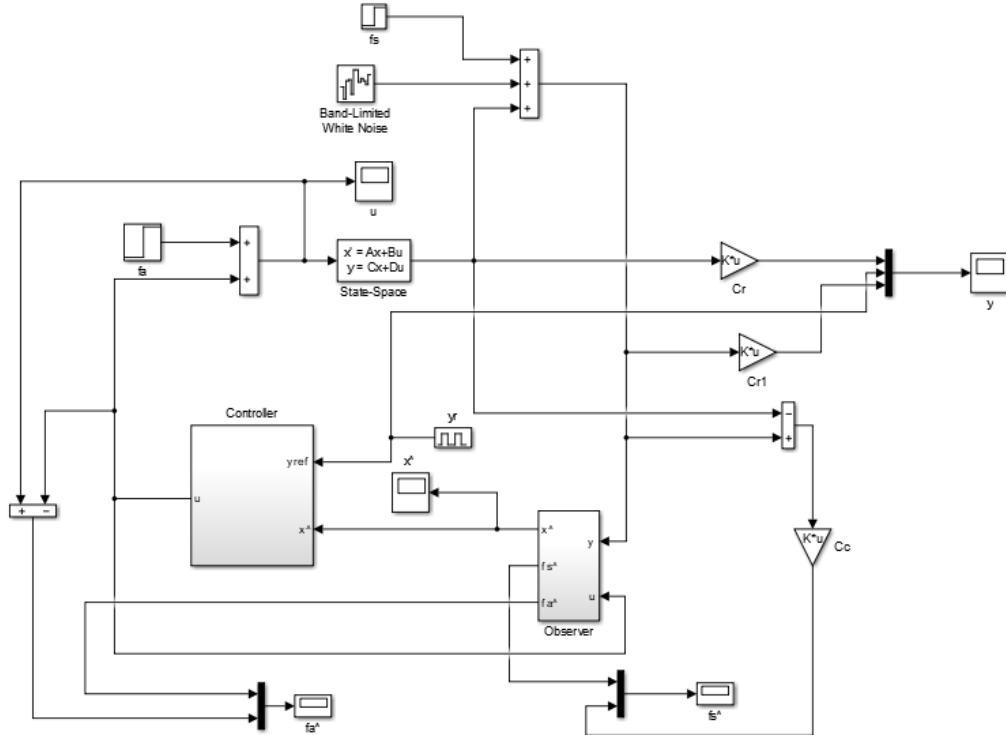 fs
+
+
+
Band-Limited
White Noise
u
fa
+
+
x' = Ax+Bu
y = Cx+Du
State-Space
K*u
Cr
y
K*u
Cr1
Controller
yref
u
x^
yr
x^
−
+
+ −
K*u
Cc
x^
fs^
fa^
y
u
Observer
fa^
fs^